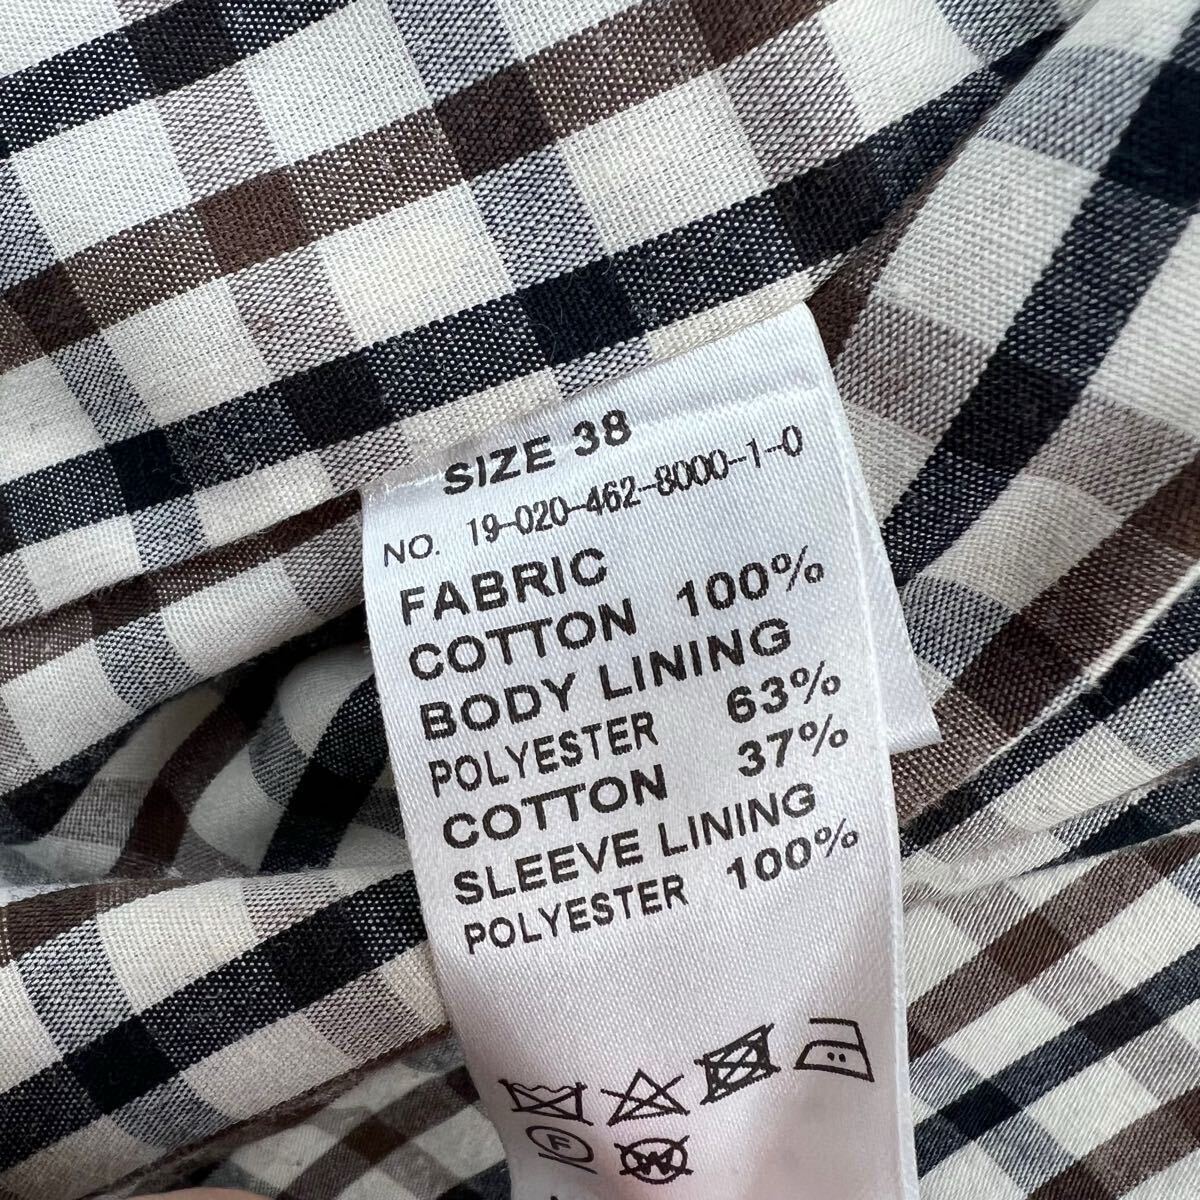 SIZE 38
NO. 19-020-462-8000-1-0
FABRIC
COTTON 100%
BODY LINING
POLYESTER 63%
COTTON 37%
SLEEVE LINING
POLYESTER 100%
F W